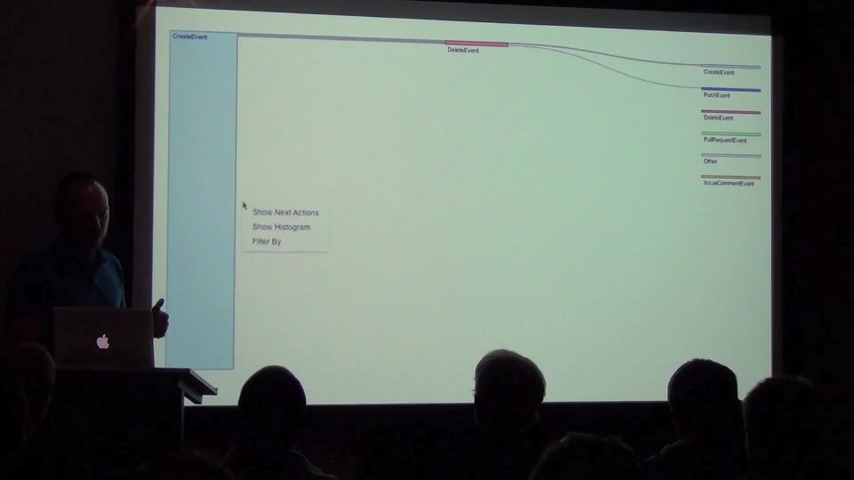 CreateEvent
DeleteEvent
CreateEvent
PushEvent
DeleteEvent
PullRequestEvent
Other
IssueCommentEvent
Show Next Actions
Show Histogram
Filter By